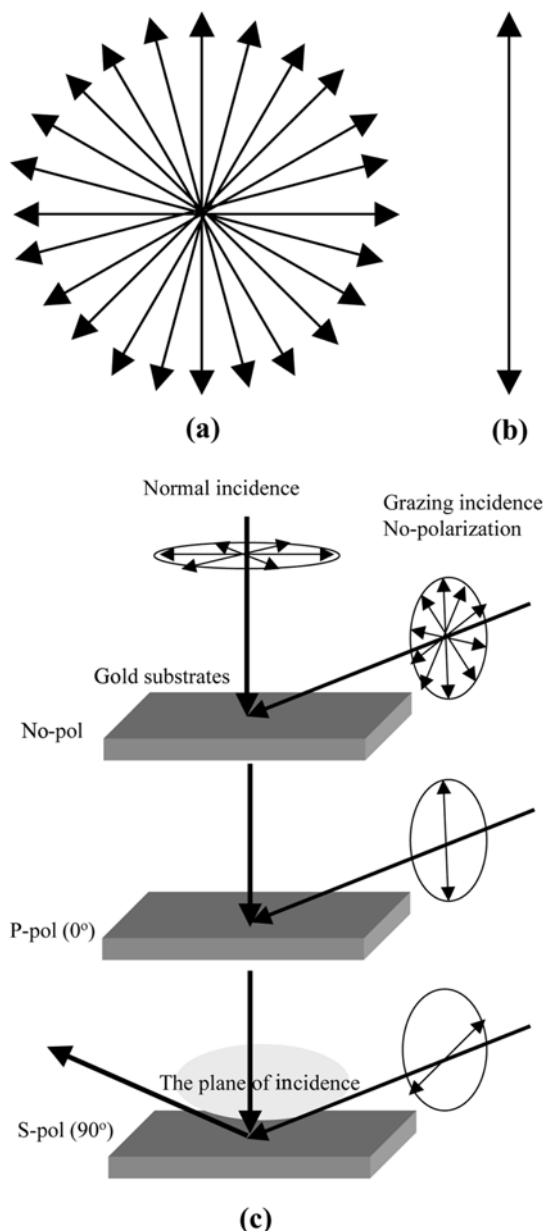 (a)
(b)
Normal incidence
Grazing incidence
No-polarization
Gold substrates
No-pol
P-pol (0°)
The plane of incidence
S-pol (90°)
(c)